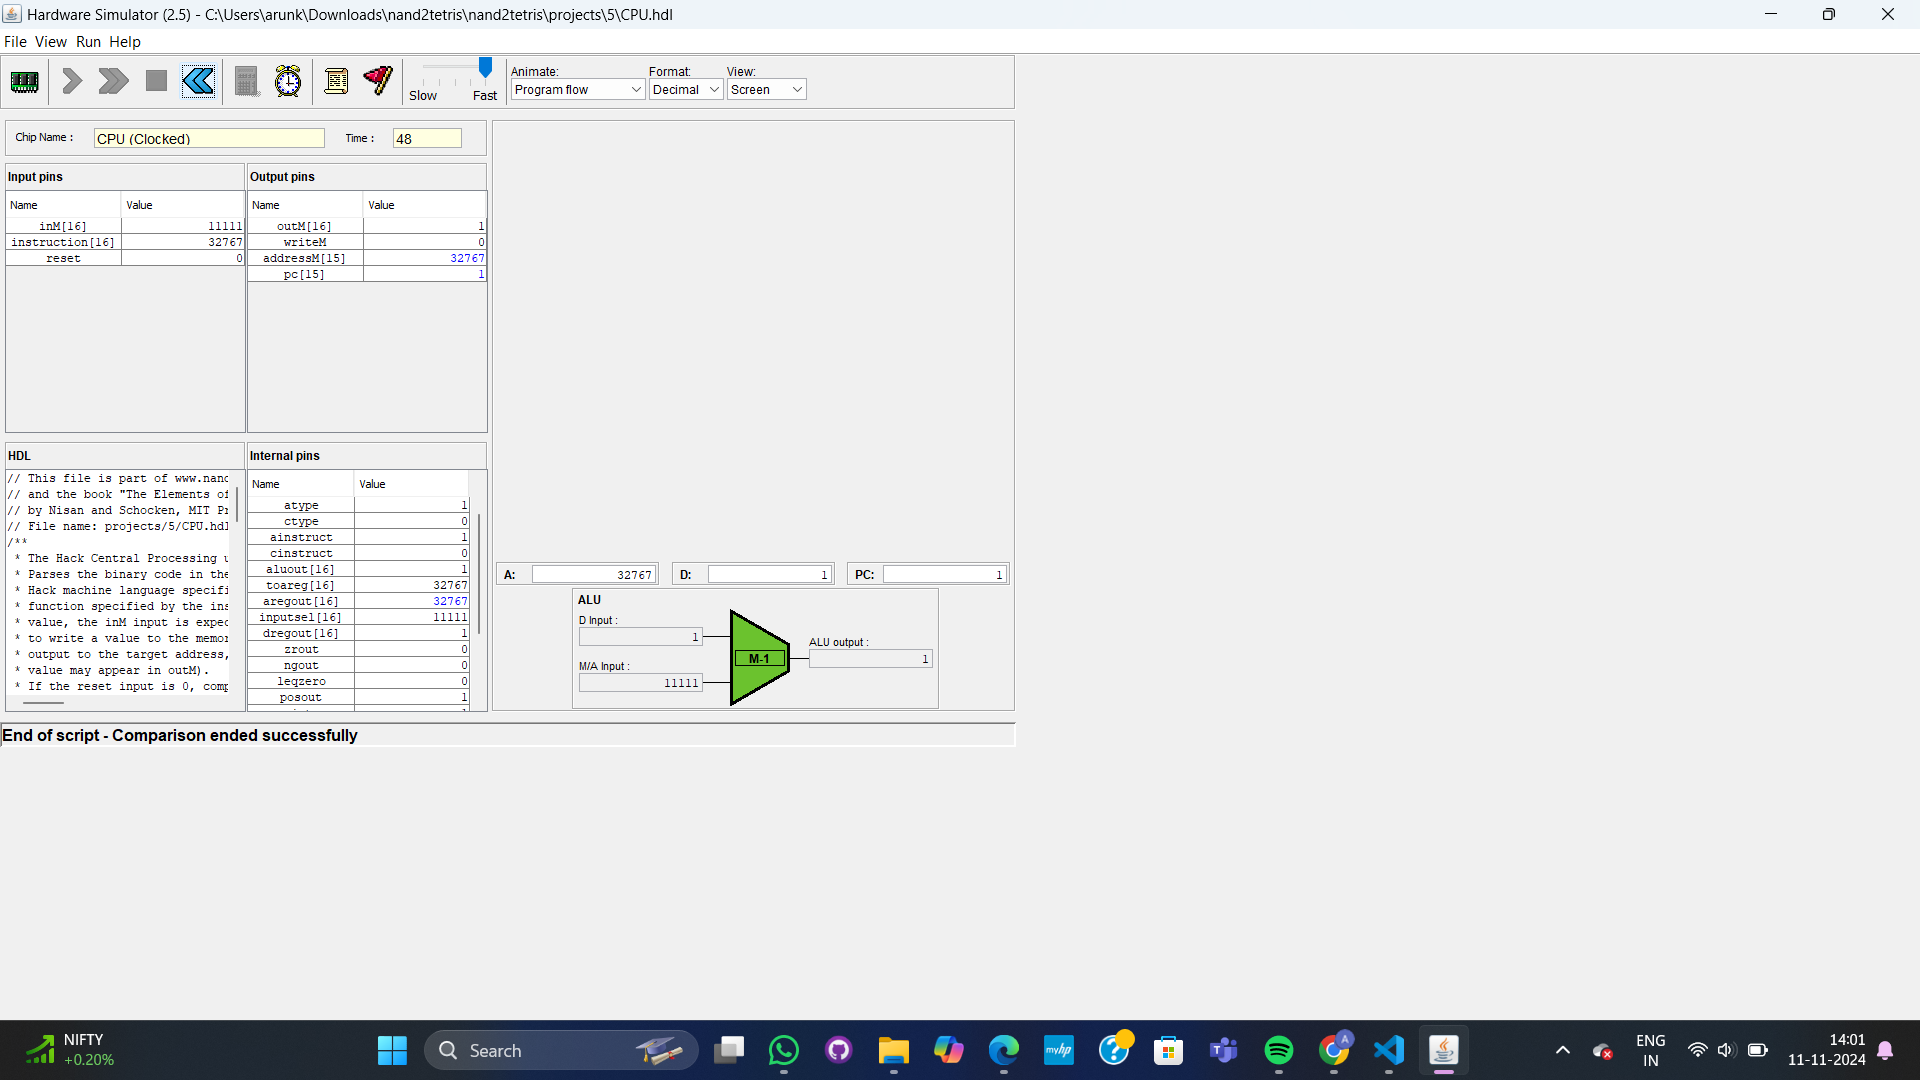 Hardware Simulator (2.5) - C:\Users\arunk\Downloads\nand2tetris\nand2tetris\projects\5\CPU.hdl
File View Run Help
Slow Fast
Animate: Format: View:
Program flow Decimal Screen
Chip Name : CPU (Clocked) Time : 48
Input pins
Name Value
inM[16] 11111
instruction[16] 32767
reset 0
Output pins
Name Value
outM[16] 1
writeM 0
addressM[15] 32767
pc[15] 1
HDL
// This file is part of www.nand
// and the book "The Elements of
// by Nisan and Schocken, MIT Pr
// File name: projects/5/CPU.hdl
/**
* The Hack Central Processing u
* Parses the binary code in the
* Hack machine language specifi
* function specified by the ins
* value, the inM input is expec
* to write a value to the memor
* output to the target address,
* value may appear in outM).
* If the reset input is 0, comp
Internal pins
Name Value
atype 1
ctype 0
ainstruct 1
cinstruct 0
aluout[16] 1
toareg[16] 32767
aregout[16] 32767
inputsel[16] 11111
dregout[16] 1
zrout 0
ngout 0
leqzero 0
posout 1
A: 32767 D: 1 PC: 1
ALU
D Input :
1
M/A Input :
11111
M-1
ALU output :
1
End of script - Comparison ended successfully
NIFTY
+0.20%
Search
myhp
ENG
IN
14:01
11-11-2024